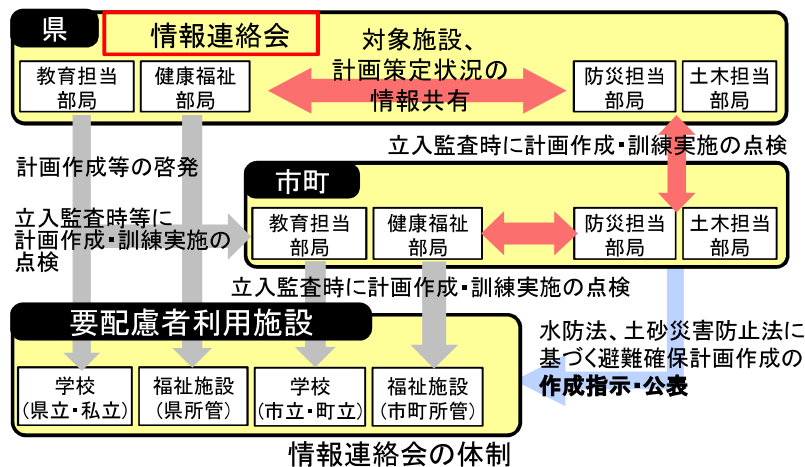 県
情報連絡会
対象施設、
計画策定状況の
情報共有
教育担当
部局
健康福祉
部局
防災担当
部局
土木担当
部局
立入監査時に計画作成・訓練実施の点検
計画作成等の啓発
市町
立入監査時等に
計画作成・訓練実施の
点検
教育担当
部局
健康福祉
部局
防災担当
部局
土木担当
部局
立入監査時に計画作成・訓練実施の点検
要配慮者利用施設
水防法、土砂災害防止法に
基づく避難確保計画作成の
作成指示・公表
学校
(県立・私立)
福祉施設
(県所管)
学校
(市立・町立)
福祉施設
(市町所管)
情報連絡会の体制